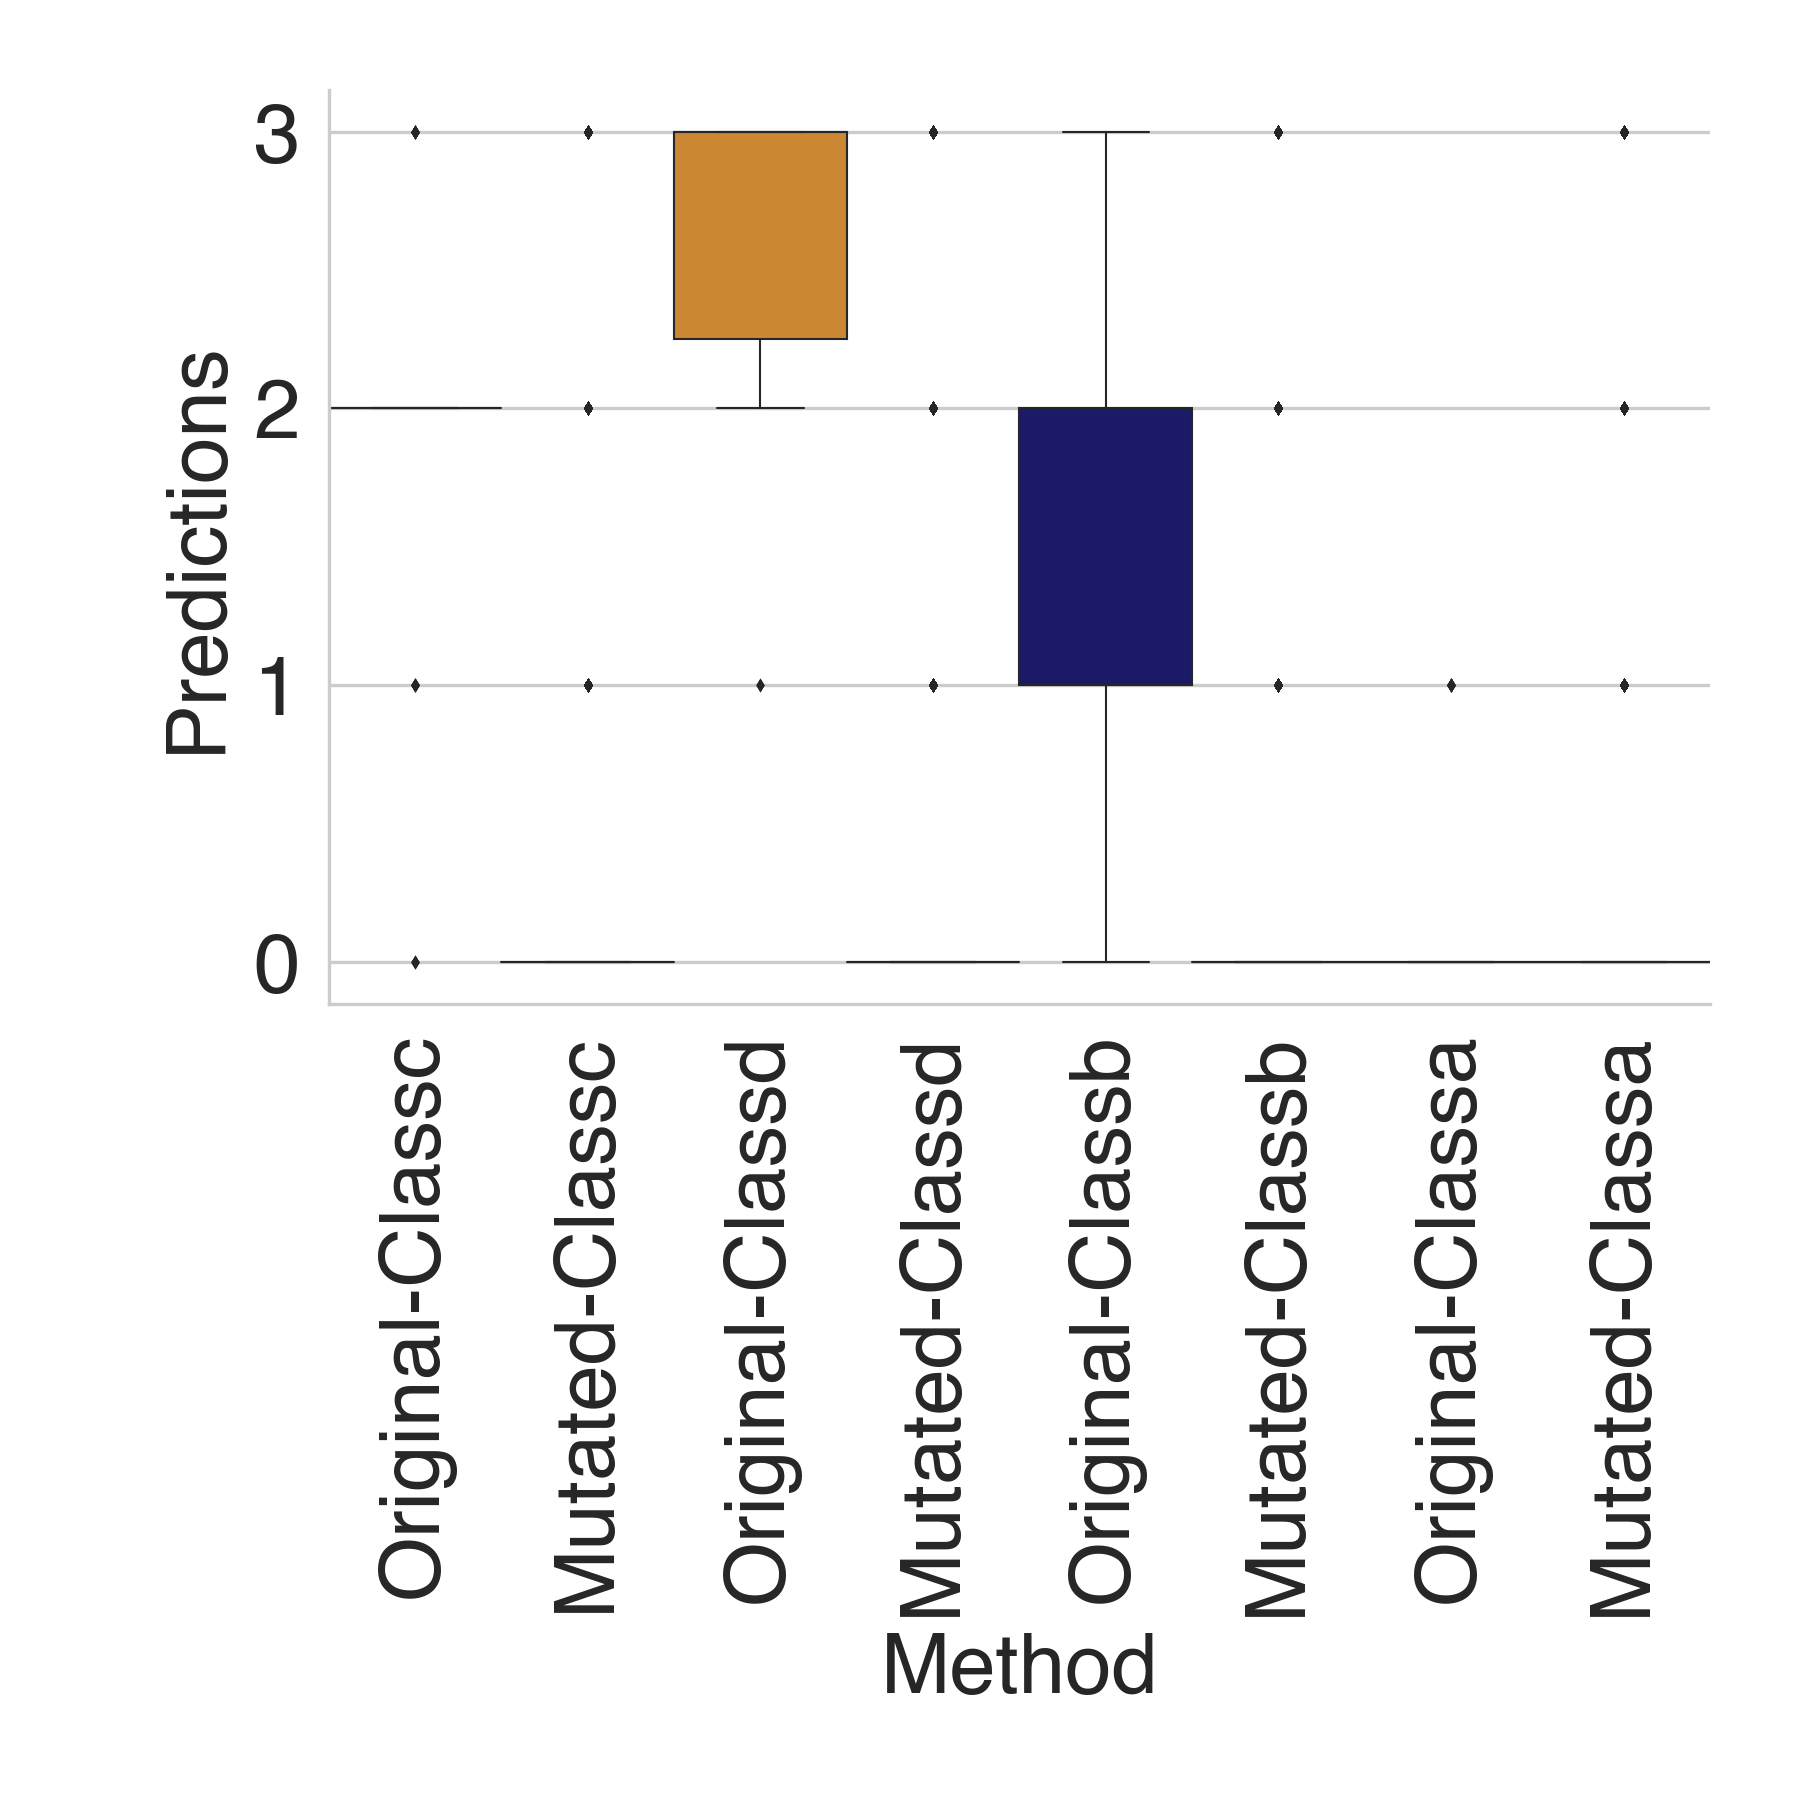 Predictions
3
2
1
0
Original-Classc
Mutated-Classc
Original-Classd
Mutated-Classd
Original-Classb
Mutated-Classb
Original-Classa
Mutated-Classa
Method